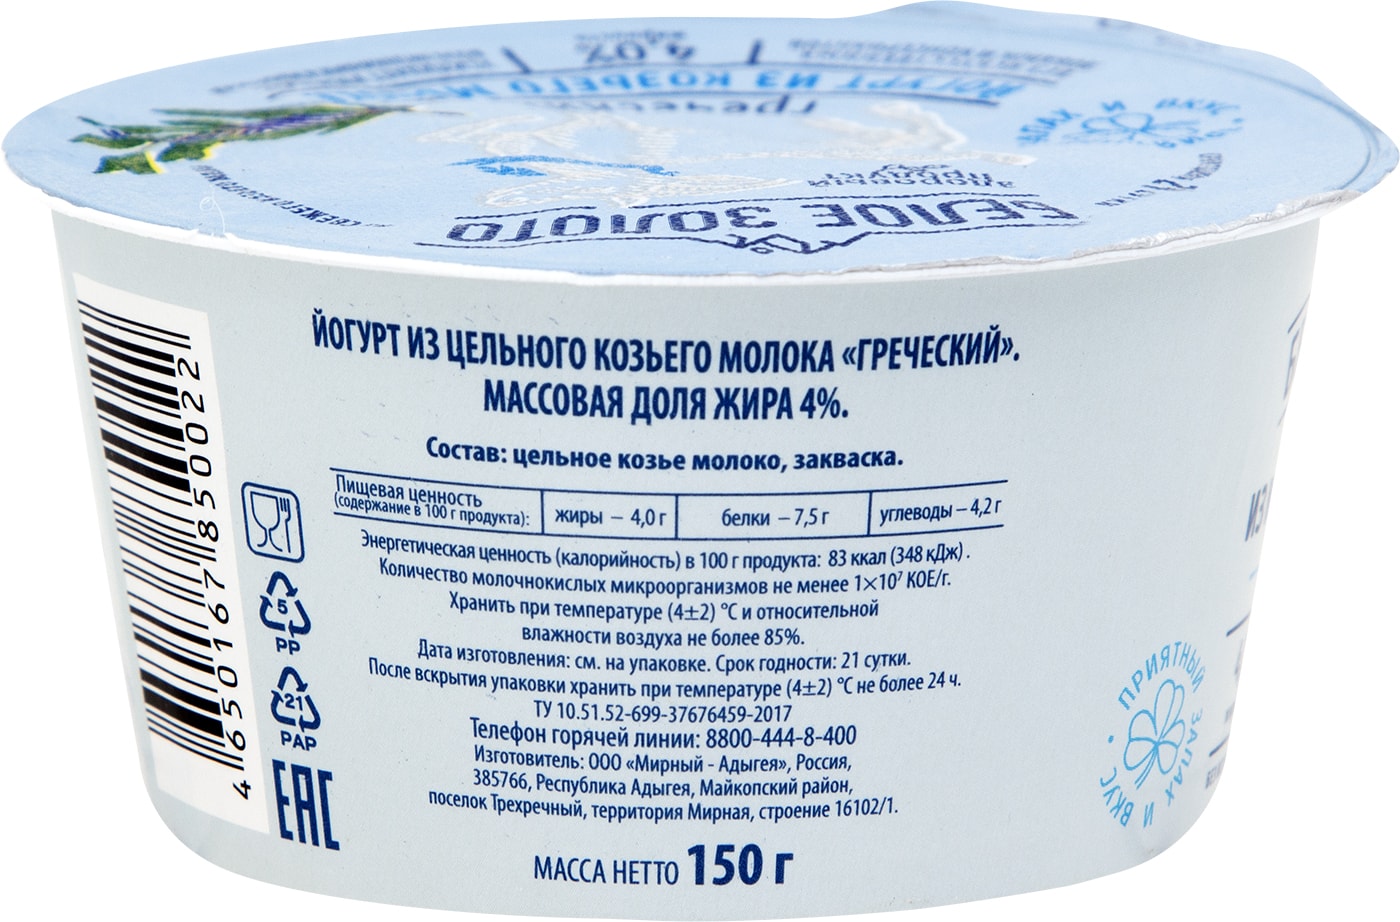 БЕЛОЕ ЗОЛОТО
здоровый
продукт
греческий
ЙОГУРТ ИЗ КОЗЬЕГО
4,0%
ЙОГУРТ ИЗ ЦЕЛЬНОГО КОЗЬЕГО МОЛОКА «ГРЕЧЕСКИЙ».
МАССОВАЯ ДОЛЯ ЖИРА 4%.
Состав: цельное козье молоко, закваска.
Пищевая ценность
(содержание в 100 г продукта):
жиры – 4,0 г
белки – 7,5 г
углеводы – 4,2 г
Энергетическая ценность (калорийность) в 100 г продукта: 83 ккал (348 кДж).
Количество молочнокислых микроорганизмов не менее 1×10⁷ КОЕ/г.
Хранить при температуре (4±2) °С и относительной
влажности воздуха не более 85%.
Дата изготовления: см. на упаковке. Срок годности: 21 сутки.
После вскрытия упаковки хранить при температуре (4±2) °С не более 24 ч.
ТУ 10.51.52-699-37676459-2017
Телефон горячей линии: 8800-444-8-400
Изготовитель: ООО «Мирный - Адыгея», Россия,
385766, Республика Адыгея, Майкопский район,
поселок Трехречный, территория Мирная, строение 16102/1.
МАССА НЕТТО 150 г
4 650167 850022
5
PP
21
PAP
EAC
ПРИЯТНЫЙ ЗАПАХ И ВКУС
ИЗ